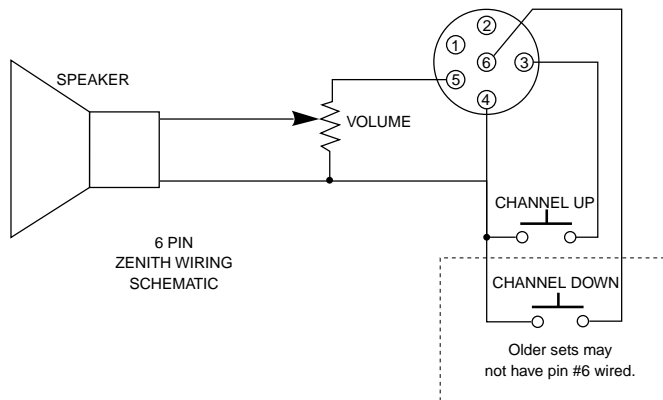 2
1
6
3
5
4
SPEAKER
VOLUME
CHANNEL UP
6 PIN
ZENITH WIRING
SCHEMATIC
CHANNEL DOWN
Older sets may
not have pin #6 wired.